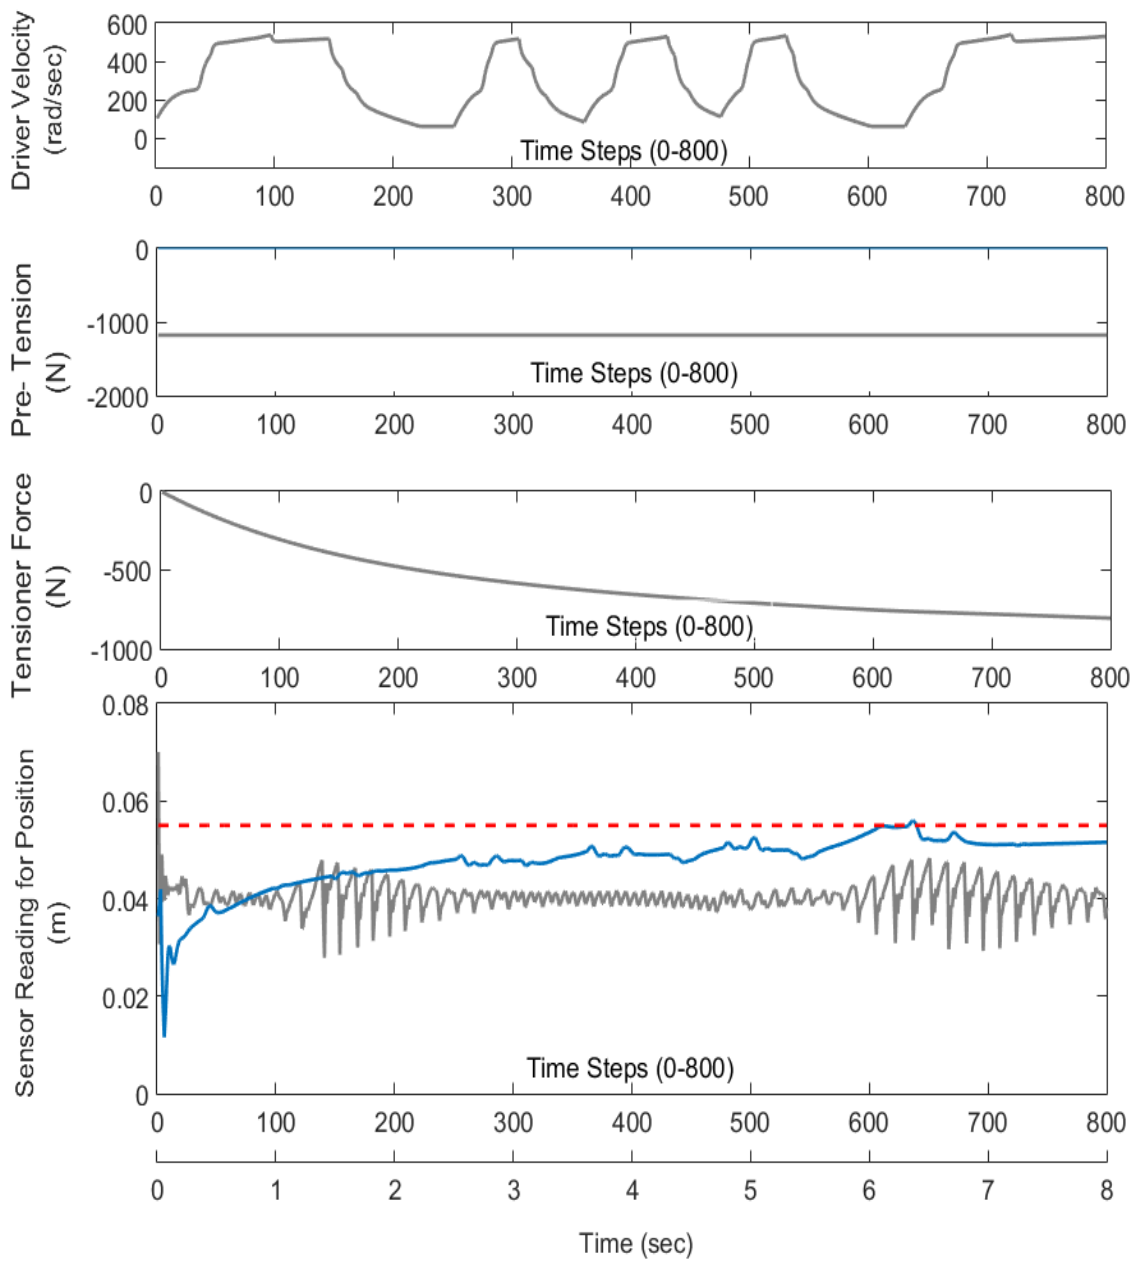 Driver Velocity
(rad/sec)
600
400
200
0
Time Steps (0-800)
0 100 200 300 400 500 600 700 800
Pre- Tension
(N)
0
-1000
-2000
Time Steps (0-800)
0 100 200 300 400 500 600 700 800
Tensioner Force
(N)
0
-500
-1000
Time Steps (0-800)
0 100 200 300 400 500 600 700 800
Sensor Reading for Position
(m)
0.08
0.06
0.04
0.02
0
Time Steps (0-800)
0 100 200 300 400 500 600 700 800
0 1 2 3 4 5 6 7 8
Time (sec)